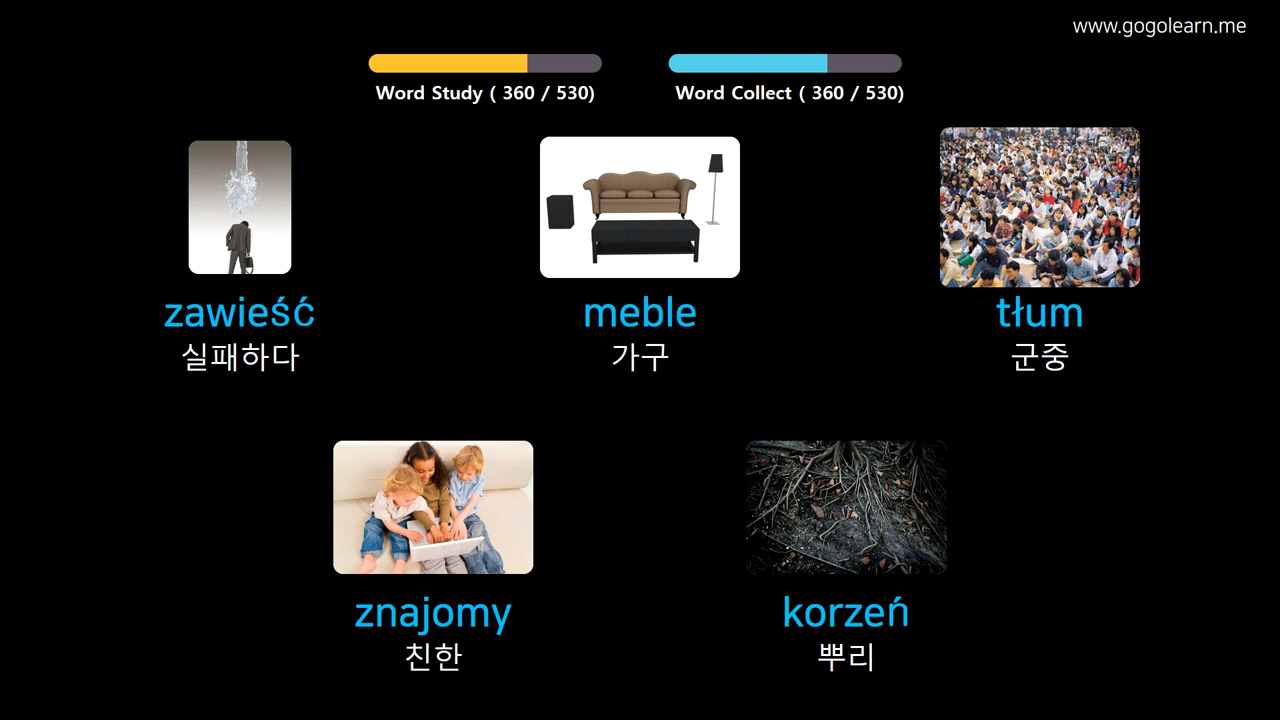 www.gogolearn.me
Word Study ( 360 / 530)
Word Collect ( 360 / 530)
zawieść
실패하다
meble
가구
tłum
군중
znajomy
친한
korzeń
뿌리